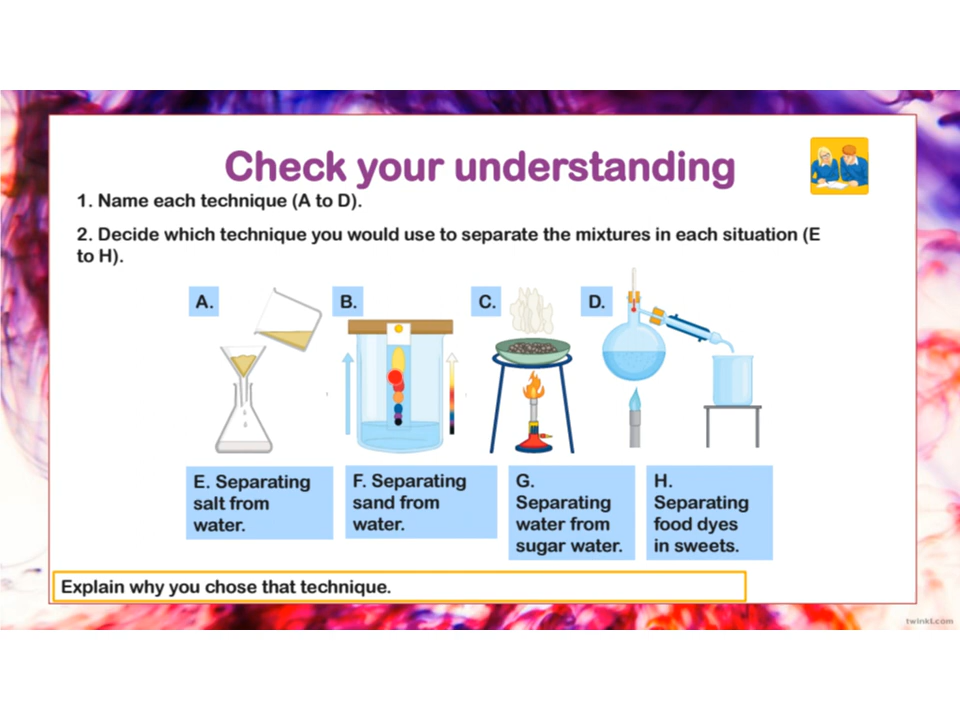 Check your understanding
1. Name each technique (A to D).
2. Decide which technique you would use to separate the mixtures in each situation (E
to H).
A.
B.
C.
D.
E. Separating
salt from
water.
F. Separating
sand from
water.
G.
Separating
water from
sugar water.
H.
Separating
food dyes
in sweets.
Explain why you chose that technique.
twinkl.com